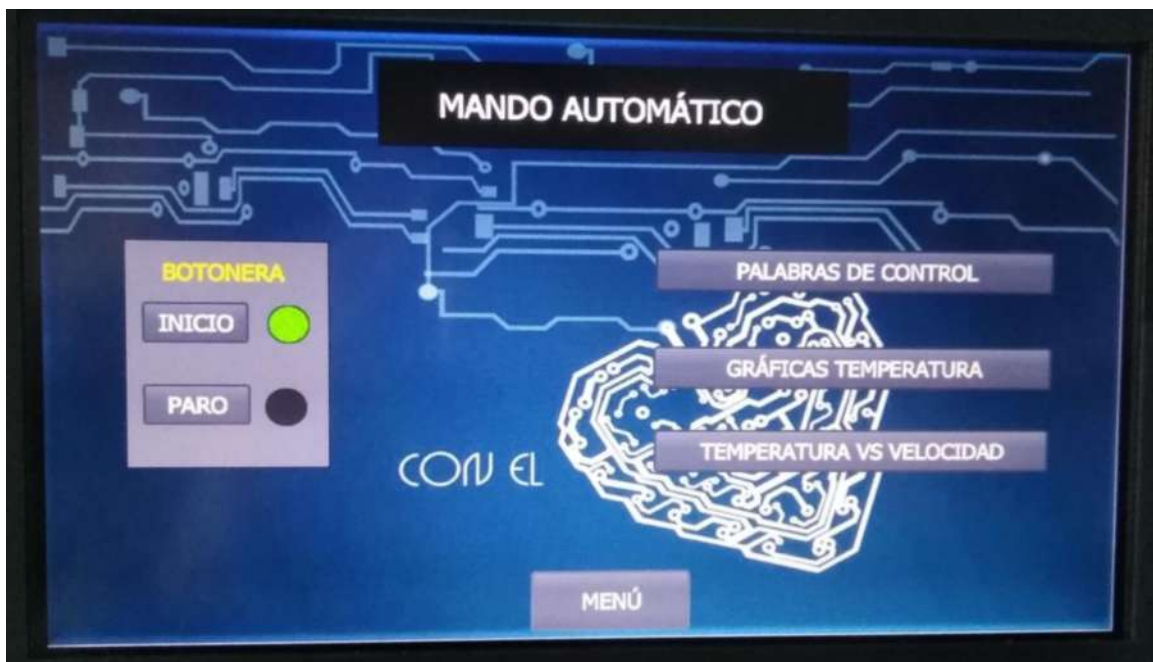 MANDO AUTOMÁTICO
BOTONERA
INICIO
PARO
PALABRAS DE CONTROL
GRÁFICAS TEMPERATURA
TEMPERATURA VS VELOCIDAD
CON EL
MENÚ